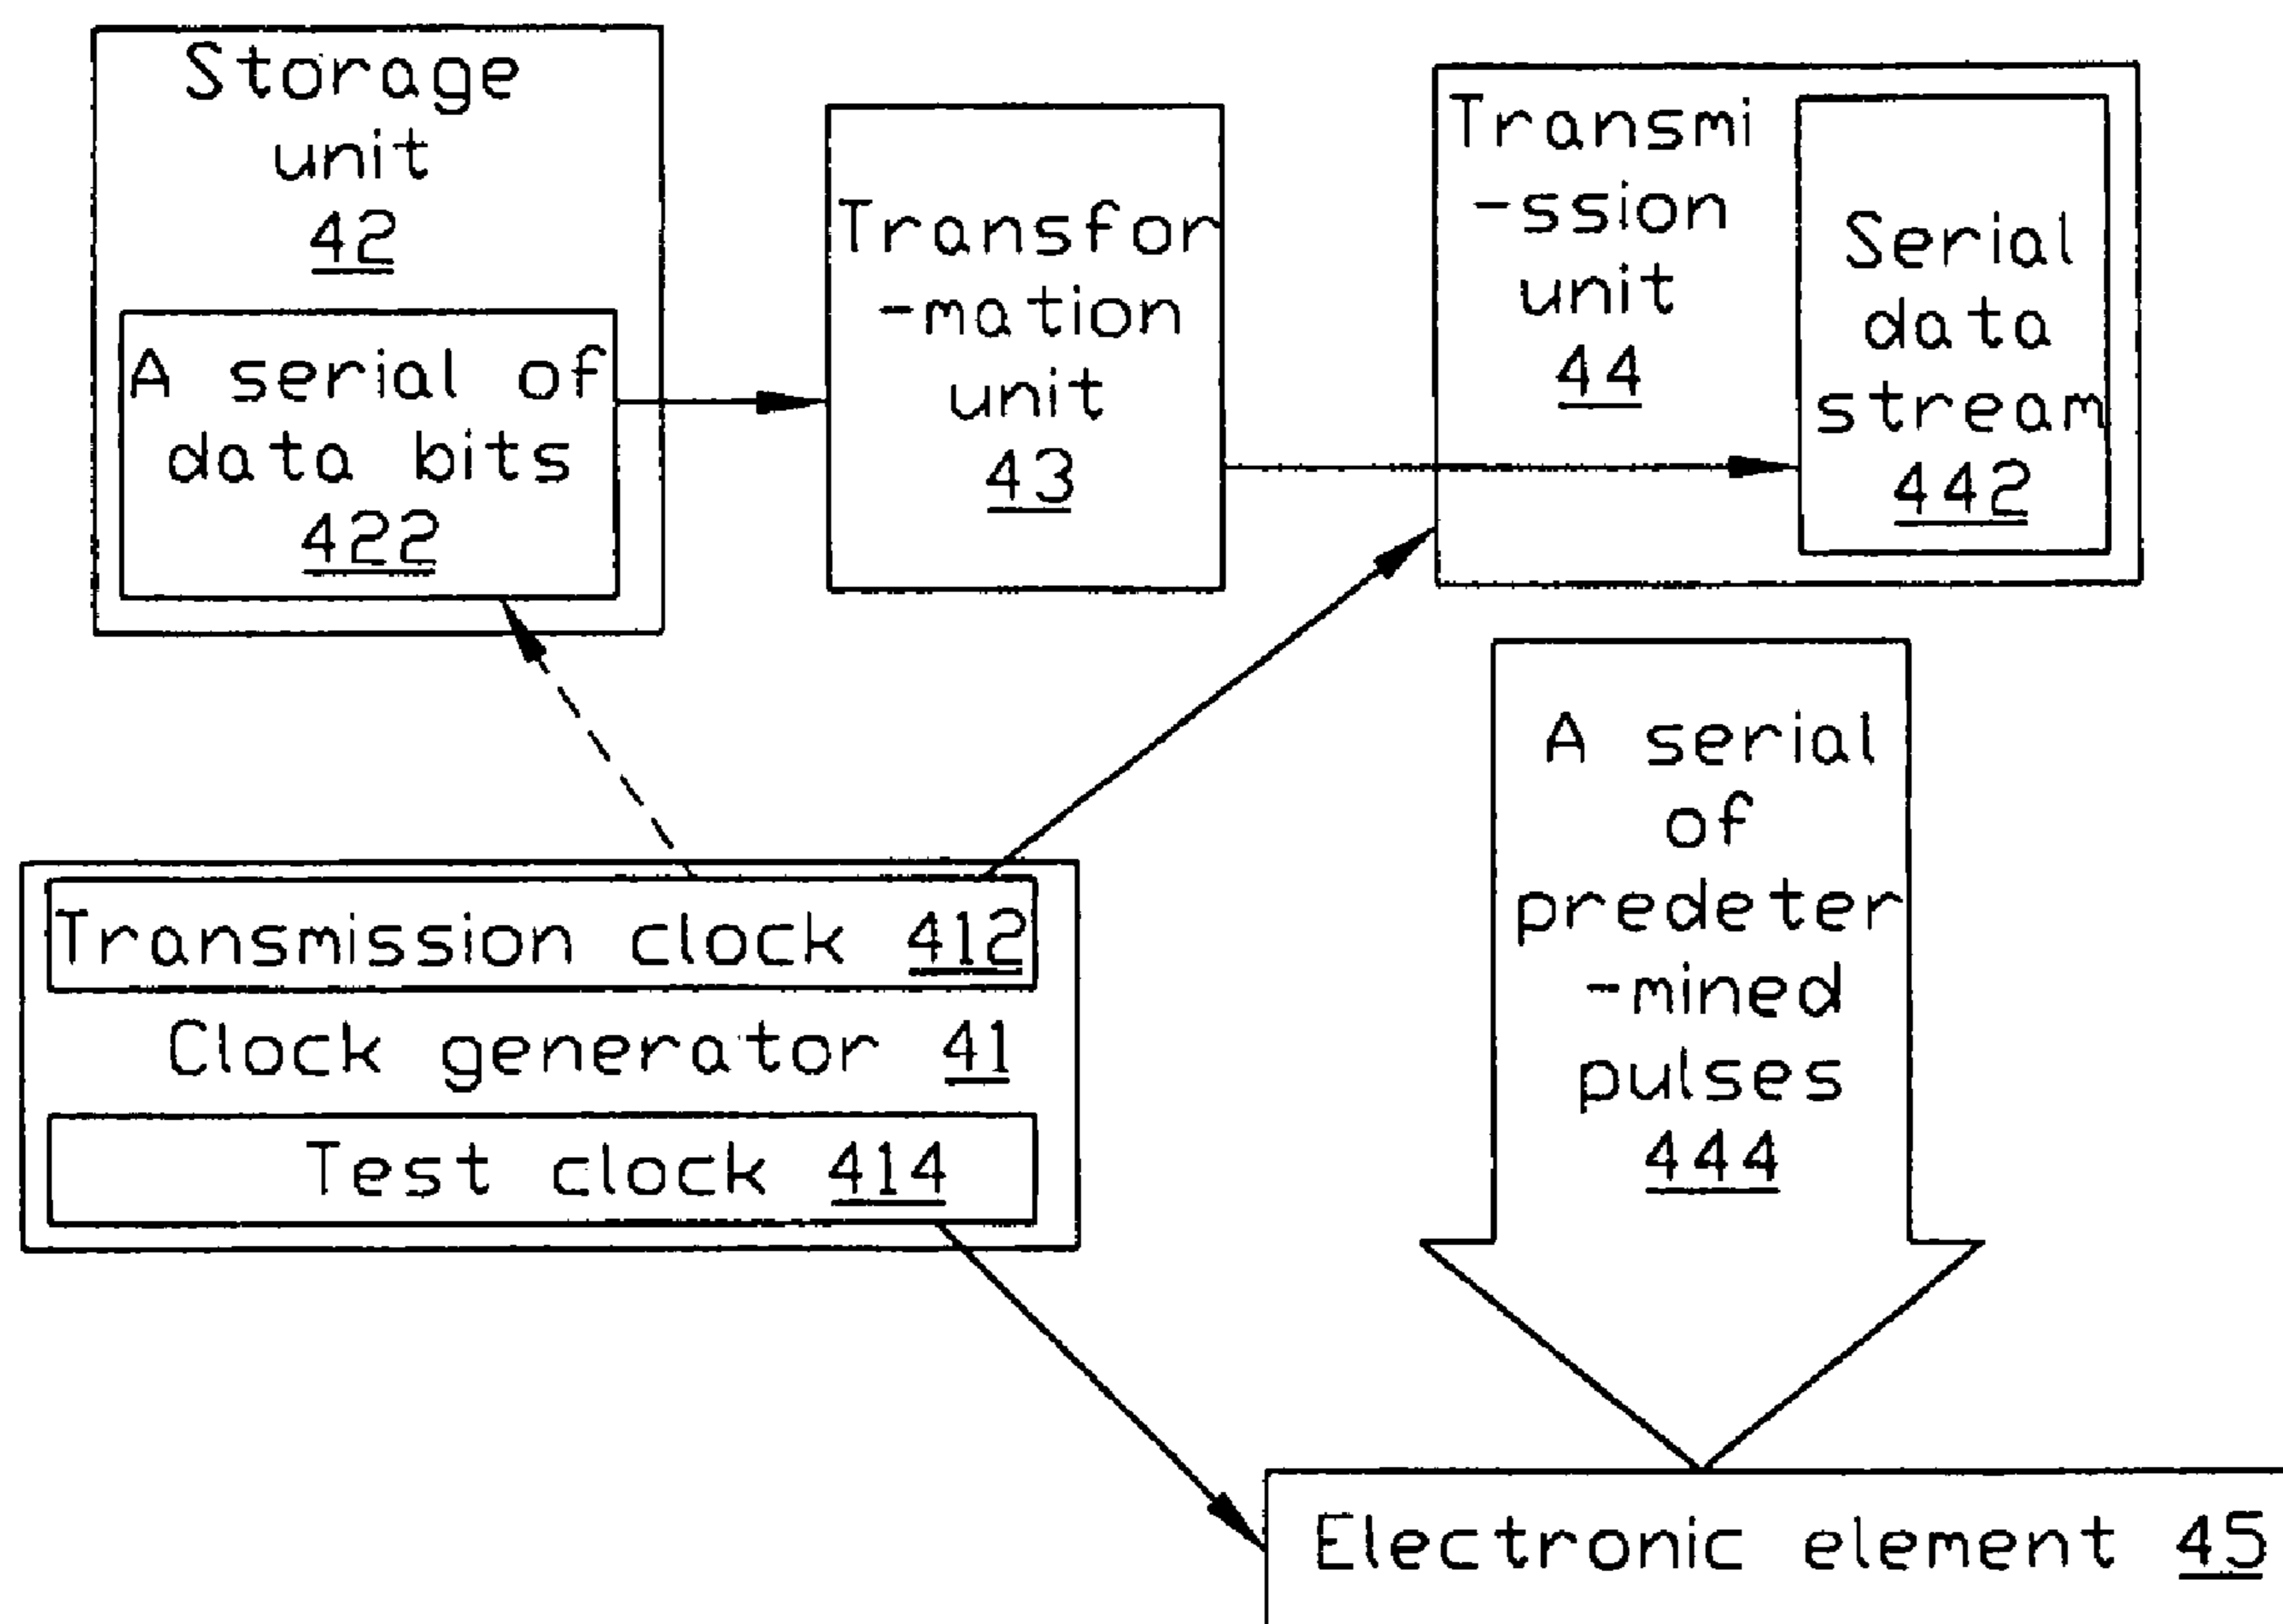 Storage
unit
42
A serial of
data bits
422
Transfor
-mation
unit
43
Transmi
-ssion
unit
44
Serial
data
stream
442
Transmission clock 412
Clock generator 41
Test clock 414
A serial
of
predeter
-mined
pulses
444
Electronic element 45